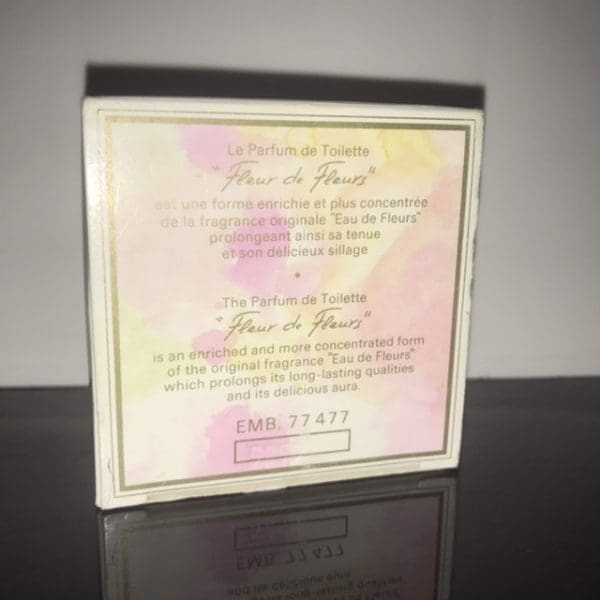 Le Parfum de Toilette
"Fleur de Fleurs"
est une forme enrichie et plus concentrée
de la fragrance originale "Eau de Fleurs"
prolongeant ainsi sa tenue
et son délicieux sillage
•
The Parfum de Toilette
"Fleur de Fleurs"
is an enriched and more concentrated form
of the original fragrance "Eau de Fleurs"
which prolongs its long-lasting qualities
and its delicious aura.
EMB. 77 477